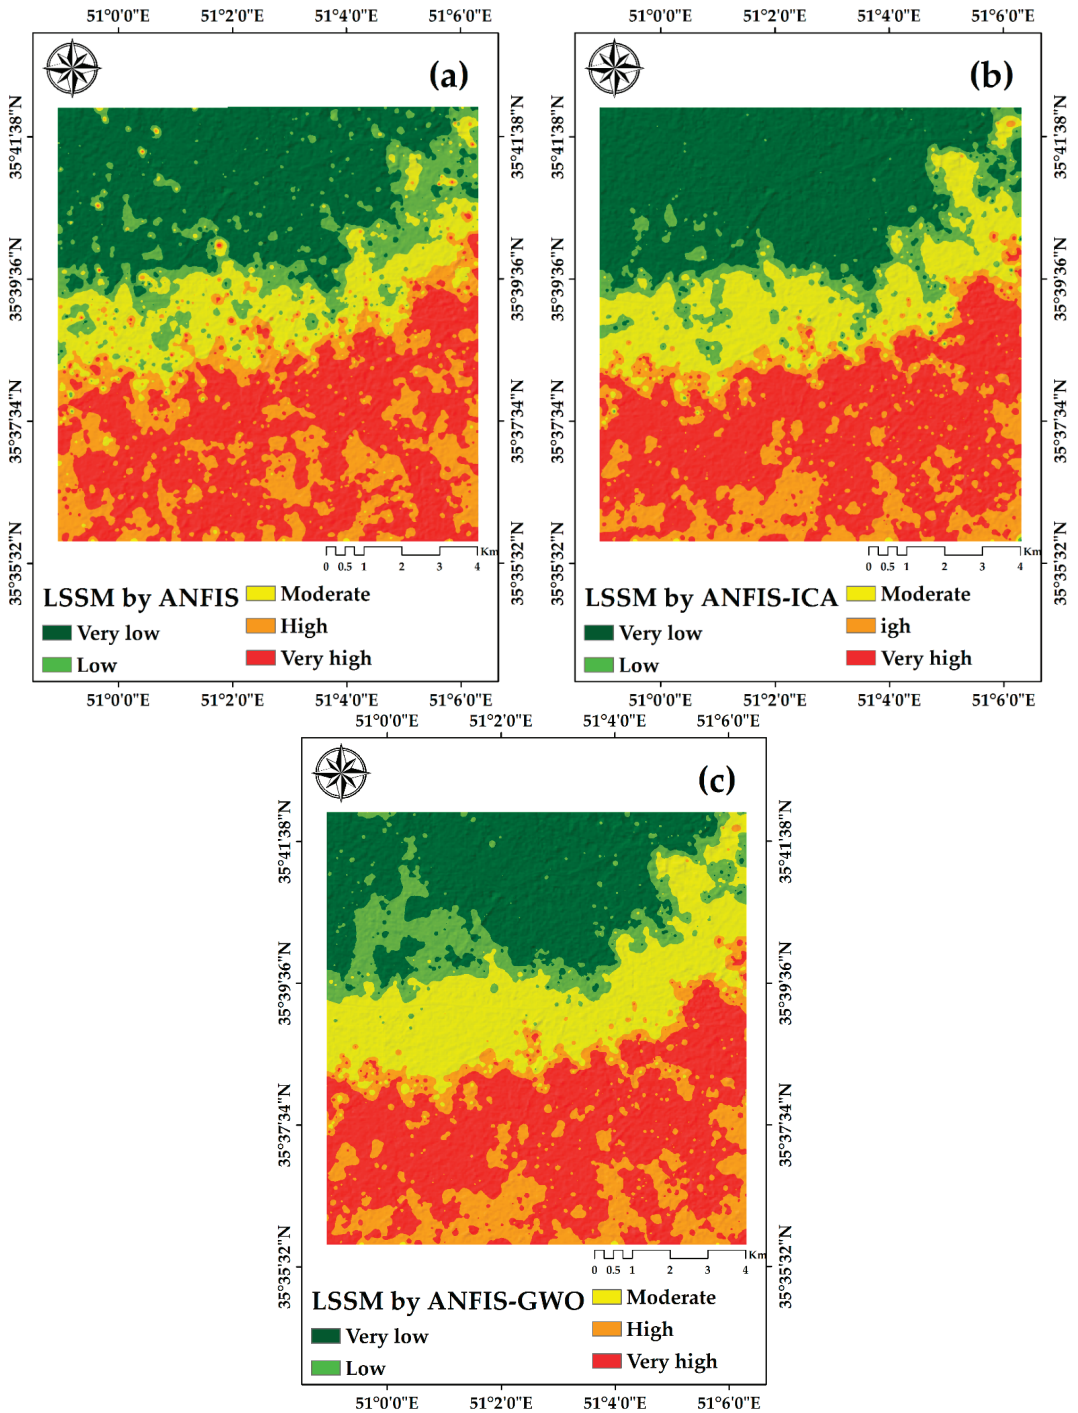 51°0'0"E 51°2'0"E 51°4'0"E 51°6'0"E
(a)
35°41'38"N
35°39'36"N
35°37'34"N
35°35'32"N
35°41'38"N
35°39'36"N
35°37'34"N
35°35'32"N
Km
0 0.5 1 2 3 4
LSSM by ANFIS
Very low
Low
Moderate
High
Very high
51°0'0"E 51°2'0"E 51°4'0"E 51°6'0"E
51°0'0"E 51°2'0"E 51°4'0"E 51°6'0"E
(b)
35°41'38"N
35°39'36"N
35°37'34"N
35°35'32"N
35°41'38"N
35°39'36"N
35°37'34"N
35°35'32"N
Km
0 0.5 1 2 3 4
LSSM by ANFIS-ICA
Very low
Low
Moderate
igh
Very high
51°0'0"E 51°2'0"E 51°4'0"E 51°6'0"E
51°0'0"E 51°2'0"E 51°4'0"E 51°6'0"E
(c)
35°41'38"N
35°39'36"N
35°37'34"N
35°35'32"N
35°41'38"N
35°39'36"N
35°37'34"N
35°35'32"N
Km
0 0.5 1 2 3 4
LSSM by ANFIS-GWO
Very low
Low
Moderate
High
Very high
51°0'0"E 51°2'0"E 51°4'0"E 51°6'0"E